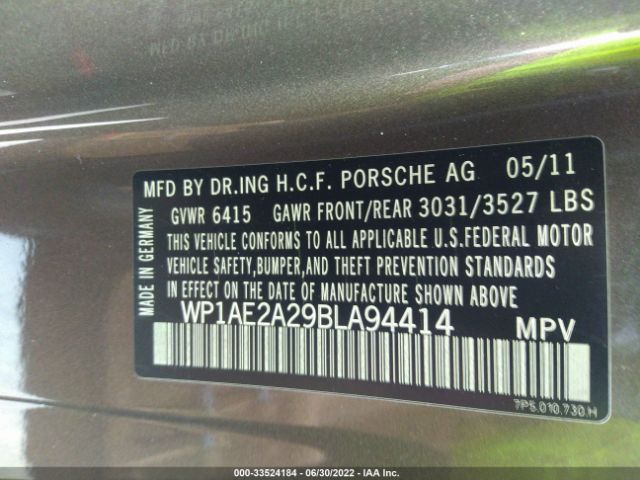 MFD BY DR.ING H.C.F. PORSCHE AG 05/11
GVWR 6415 GAWR FRONT/REAR 3031/3527 LBS
THIS VEHICLE CONFORMS TO ALL APPLICABLE U.S.FEDERAL MOTOR
VEHICLE SAFETY,BUMPER,AND THEFT PREVENTION STANDARDS
IN EFFECT ON THE DATE OF MANUFACTURE SHOWN ABOVE
MADE IN GERMANY
WP1AE2A29BLA94414 MPV
7P5.010.730.H
000-33524184 - 06/30/2022 - IAA Inc.